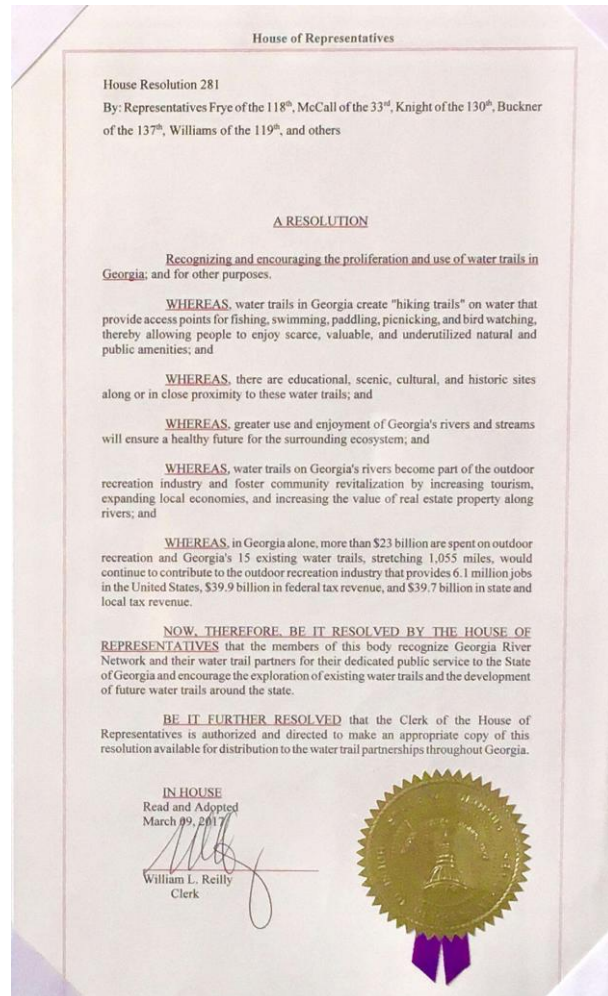 House of Representatives
House Resolution 281
By: Representatives Frye of the 118th, McCall of the 33rd, Knight of the 130th, Buckner
of the 137th, Williams of the 119th, and others
A RESOLUTION
Recognizing and encouraging the proliferation and use of water trails in
Georgia; and for other purposes.
WHEREAS, water trails in Georgia create "hiking trails" on water that
provide access points for fishing, swimming, paddling, picnicking, and bird watching,
thereby allowing people to enjoy scarce, valuable, and underutilized natural and
public amenities; and
WHEREAS, there are educational, scenic, cultural, and historic sites
along or in close proximity to these water trails; and
WHEREAS, greater use and enjoyment of Georgia's rivers and streams
will ensure a healthy future for the surrounding ecosystem; and
WHEREAS, water trails on Georgia's rivers become part of the outdoor
recreation industry and foster community revitalization by increasing tourism,
expanding local economies, and increasing the value of real estate property along
rivers; and
WHEREAS, in Georgia alone, more than $23 billion are spent on outdoor
recreation and Georgia's 15 existing water trails, stretching 1,055 miles, would
continue to contribute to the outdoor recreation industry that provides 6.1 million jobs
in the United States, $39.9 billion in federal tax revenue, and $39.7 billion in state and
local tax revenue.
NOW, THEREFORE, BE IT RESOLVED BY THE HOUSE OF
REPRESENTATIVES that the members of this body recognize Georgia River
Network and their water trail partners for their dedicated public service to the State
of Georgia and encourage the exploration of existing water trails and the development
of future water trails around the state.
BE IT FURTHER RESOLVED that the Clerk of the House of
Representatives is authorized and directed to make an appropriate copy of this
resolution available for distribution to the water trail partnerships throughout Georgia.
IN HOUSE
Read and Adopted
March 09, 2017
William L. Reilly
Clerk